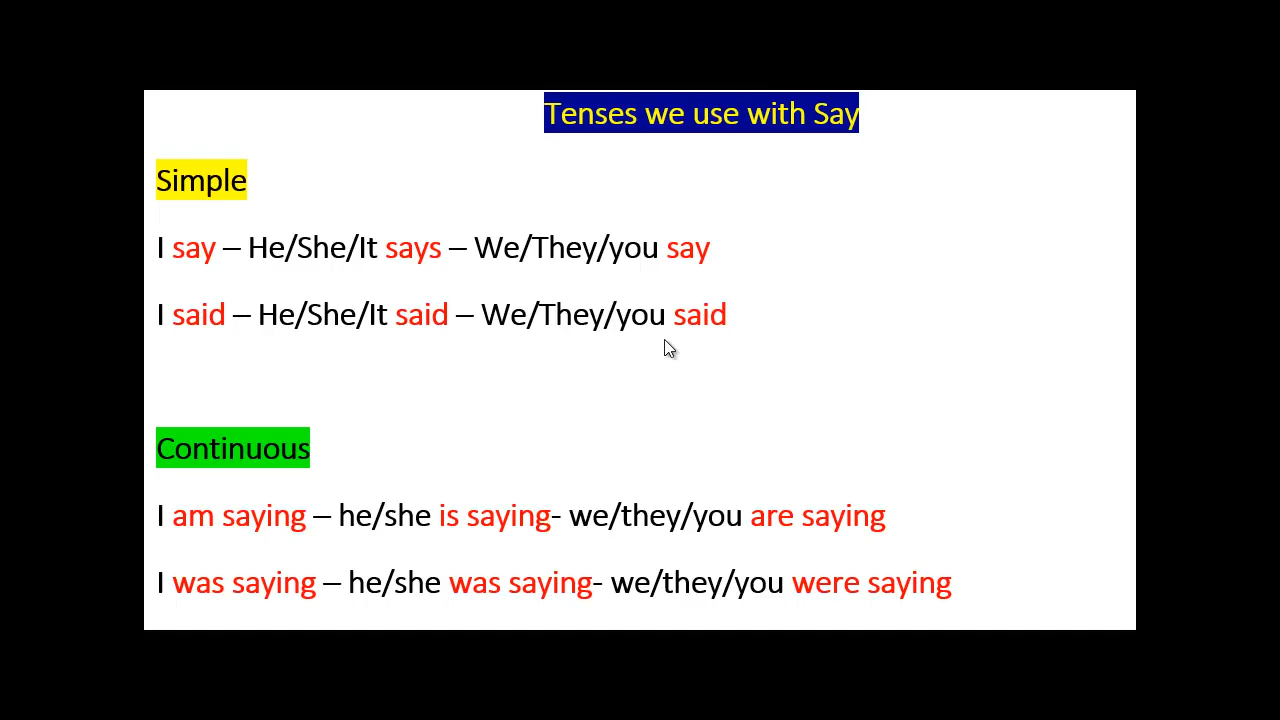 Tenses we use with Say
Simple
I say – He/She/It says – We/They/you say
I said – He/She/It said – We/They/you said
Continuous
I am saying – he/she is saying- we/they/you are saying
I was saying – he/she was saying- we/they/you were saying